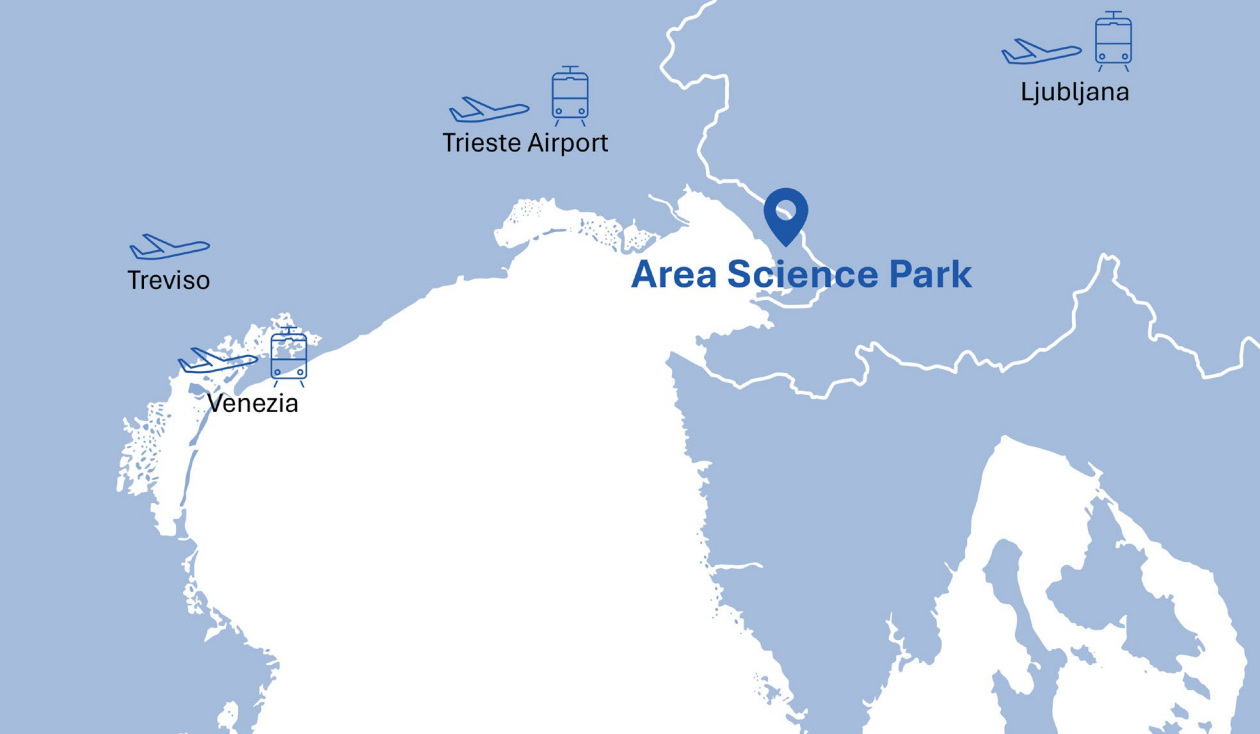 Ljubljana
Trieste Airport
Area Science Park
Treviso
Venezia